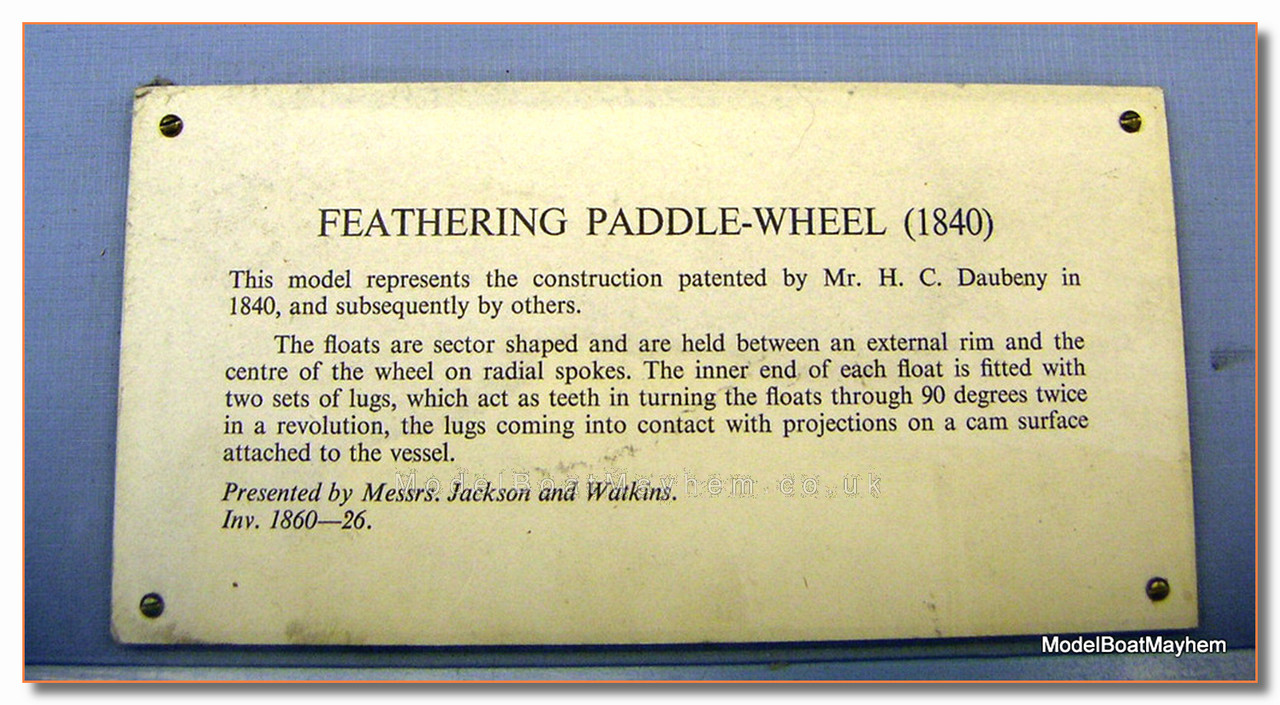 FEATHERING PADDLE-WHEEL (1840)
This model represents the construction patented by Mr. H. C. Daubeny in
1840, and subsequently by others.
The floats are sector shaped and are held between an external rim and the
centre of the wheel on radial spokes. The inner end of each float is fitted with
two sets of lugs, which act as teeth in turning the floats through 90 degrees twice
in a revolution, the lugs coming into contact with projections on a cam surface
attached to the vessel.
ModelBoatMayhem.co.uk
Presented by Messrs. Jackson and Watkins.
Inv. 1860—26.
ModelBoatMayhem